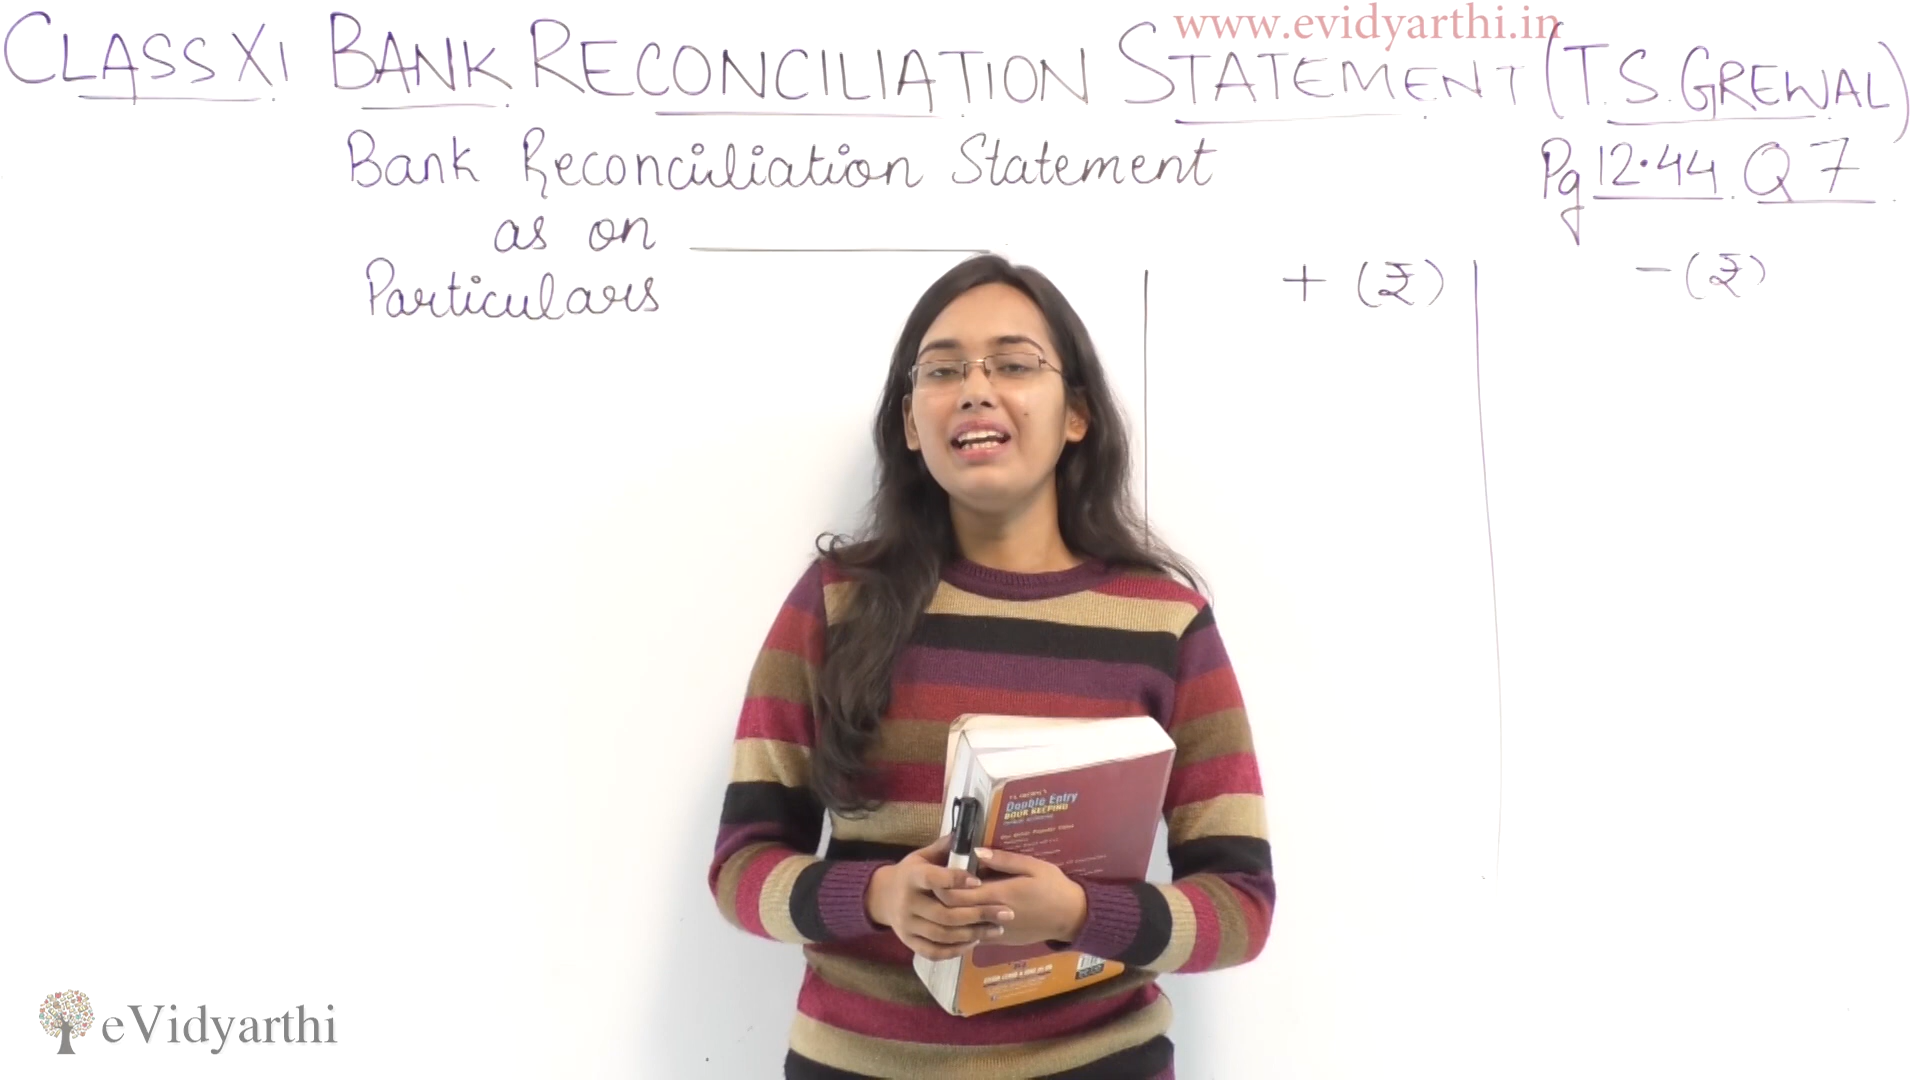 www.evidyarthi.in
CLASS XI BANK RECONCILIATION STATEMENT (T.S. GREWAL)
Bank Reconciliation Statement
Pg 12.44 Q 7
as on
Particulars + (₹) - (₹)
Double Entry
BOOK KEEPING
eVidyarthi